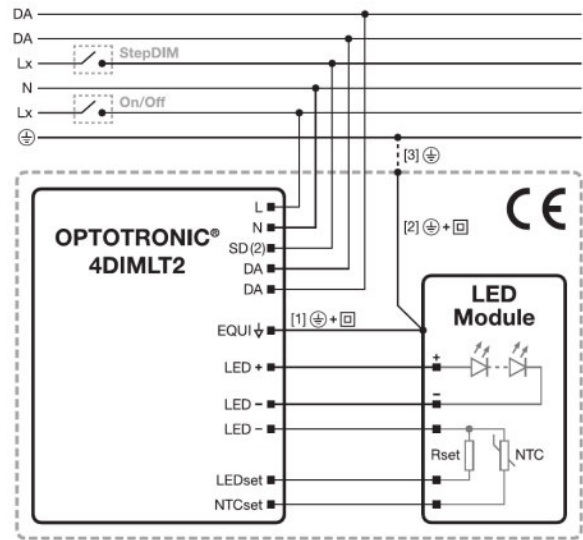 DA
DA
Lx
StepDIM
N
Lx
On/Off
[3]
[2] +
CE
OPTOTRONIC®
4DIMLT2
L
N
SD (2)
DA
DA
EQUI
[1] +
LED +
LED −
LED −
LEDset
NTCset
LED
Module
+
−
Rset
NTC